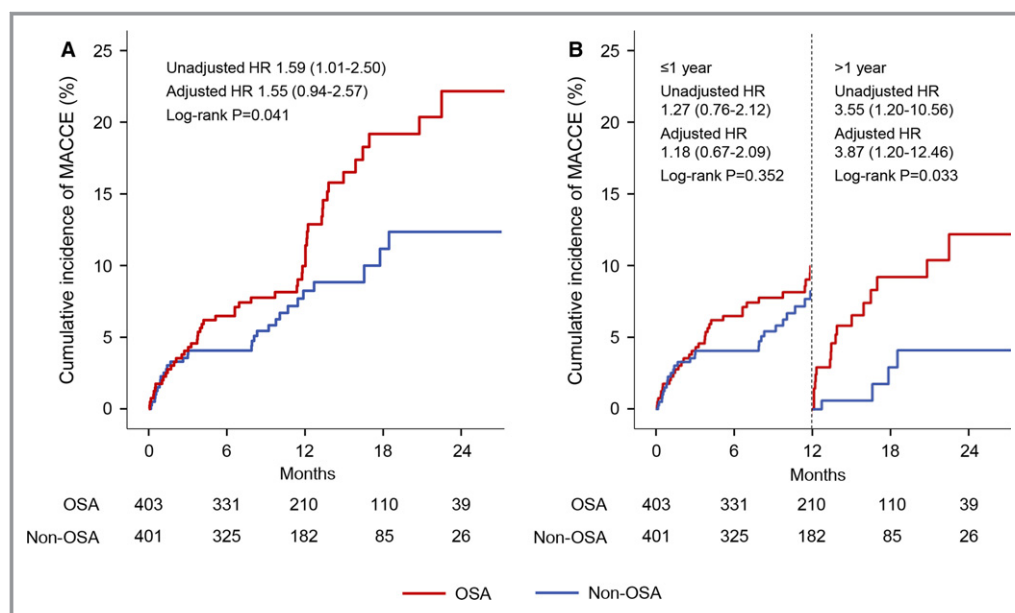 A
Unadjusted HR 1.59 (1.01-2.50)
Adjusted HR 1.55 (0.94-2.57)
Log-rank P=0.041
Cumulative incidence of MACCE (%)
25
20
15
10
5
0
0 6 12 18 24
Months
OSA 403 331 210 110 39
Non-OSA 401 325 182 85 26
B
≤1 year
Unadjusted HR
1.27 (0.76-2.12)
Adjusted HR
1.18 (0.67-2.09)
Log-rank P=0.352
>1 year
Unadjusted HR
3.55 (1.20-10.56)
Adjusted HR
3.87 (1.20-12.46)
Log-rank P=0.033
Cumulative incidence of MACCE (%)
25
20
15
10
5
0
0 6 12 18 24
Months
OSA 403 331 210 110 39
Non-OSA 401 325 182 85 26
OSA Non-OSA